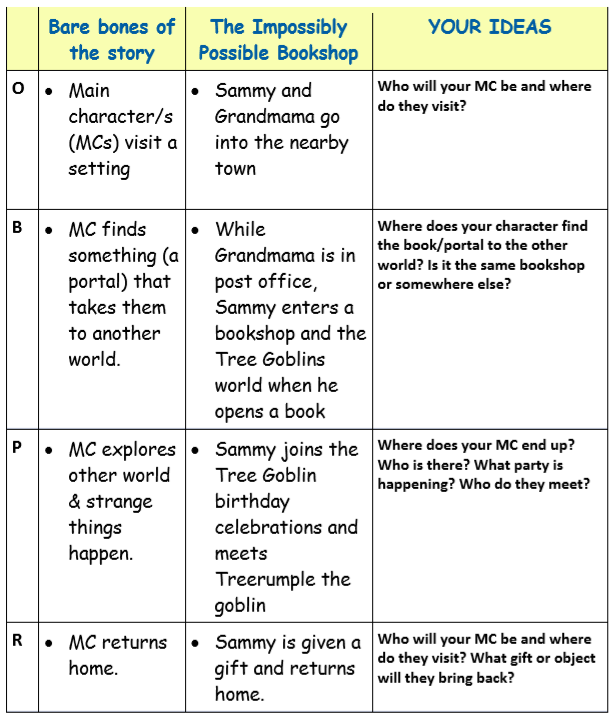 Bare bones of
the story
The Impossibly
Possible Bookshop
YOUR IDEAS
O
• Main
character/s
(MCs) visit a
setting
• Sammy and
Grandmama go
into the nearby
town
Who will your MC be and where
do they visit?
B
• MC finds
something (a
portal) that
takes them
to another
world.
• While
Grandmama is in
post office,
Sammy enters a
bookshop and the
Tree Goblins
world when he
opens a book
Where does your character find
the book/portal to the other
world? Is it the same bookshop
or somewhere else?
P
• MC explores
other world
& strange
things
happen.
• Sammy joins the
Tree Goblin
birthday
celebrations and
meets
Treerumple the
goblin
Where does your MC end up?
Who is there? What party is
happening? Who do they meet?
R
• MC returns
home.
• Sammy is given a
gift and returns
home.
Who will your MC be and where
do they visit? What gift or object
will they bring back?